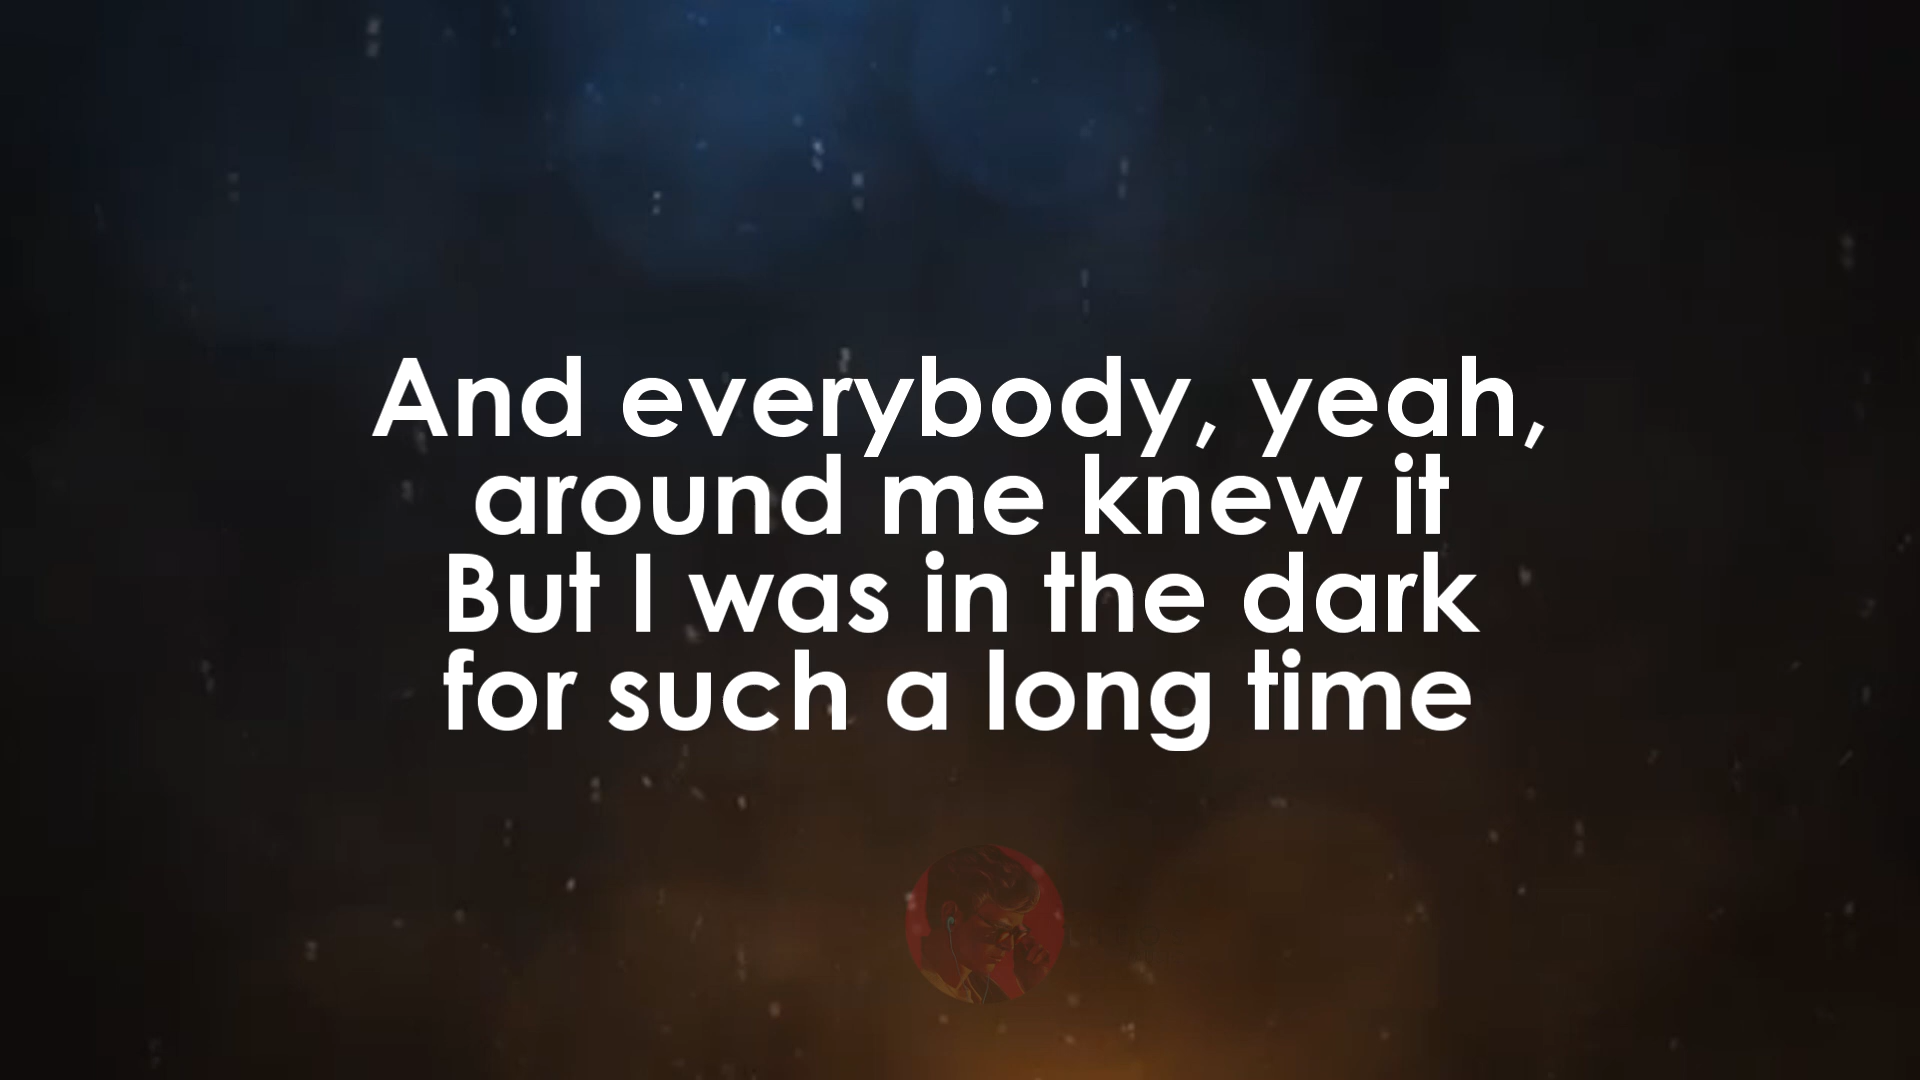 And everybody, yeah,
around me knew it
But I was in the dark
for such a long time